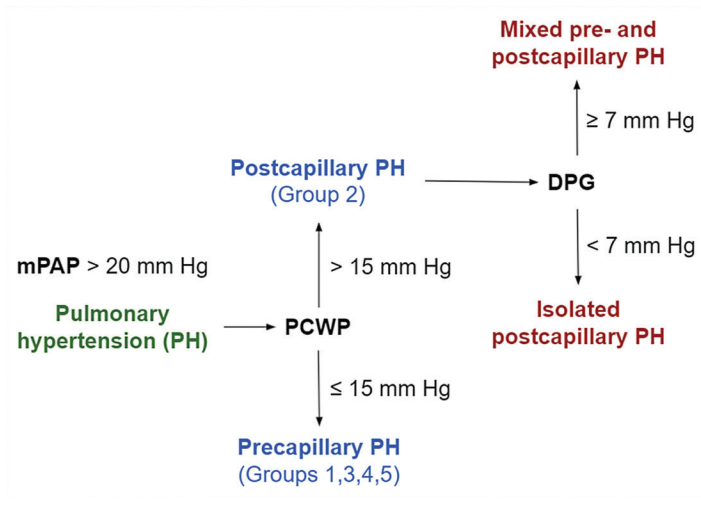 Mixed pre- and
postcapillary PH
≥ 7 mm Hg
Postcapillary PH
(Group 2)
DPG
< 7 mm Hg
mPAP > 20 mm Hg
> 15 mm Hg
Pulmonary
hypertension (PH)
PCWP
Isolated
postcapillary PH
≤ 15 mm Hg
Precapillary PH
(Groups 1,3,4,5)